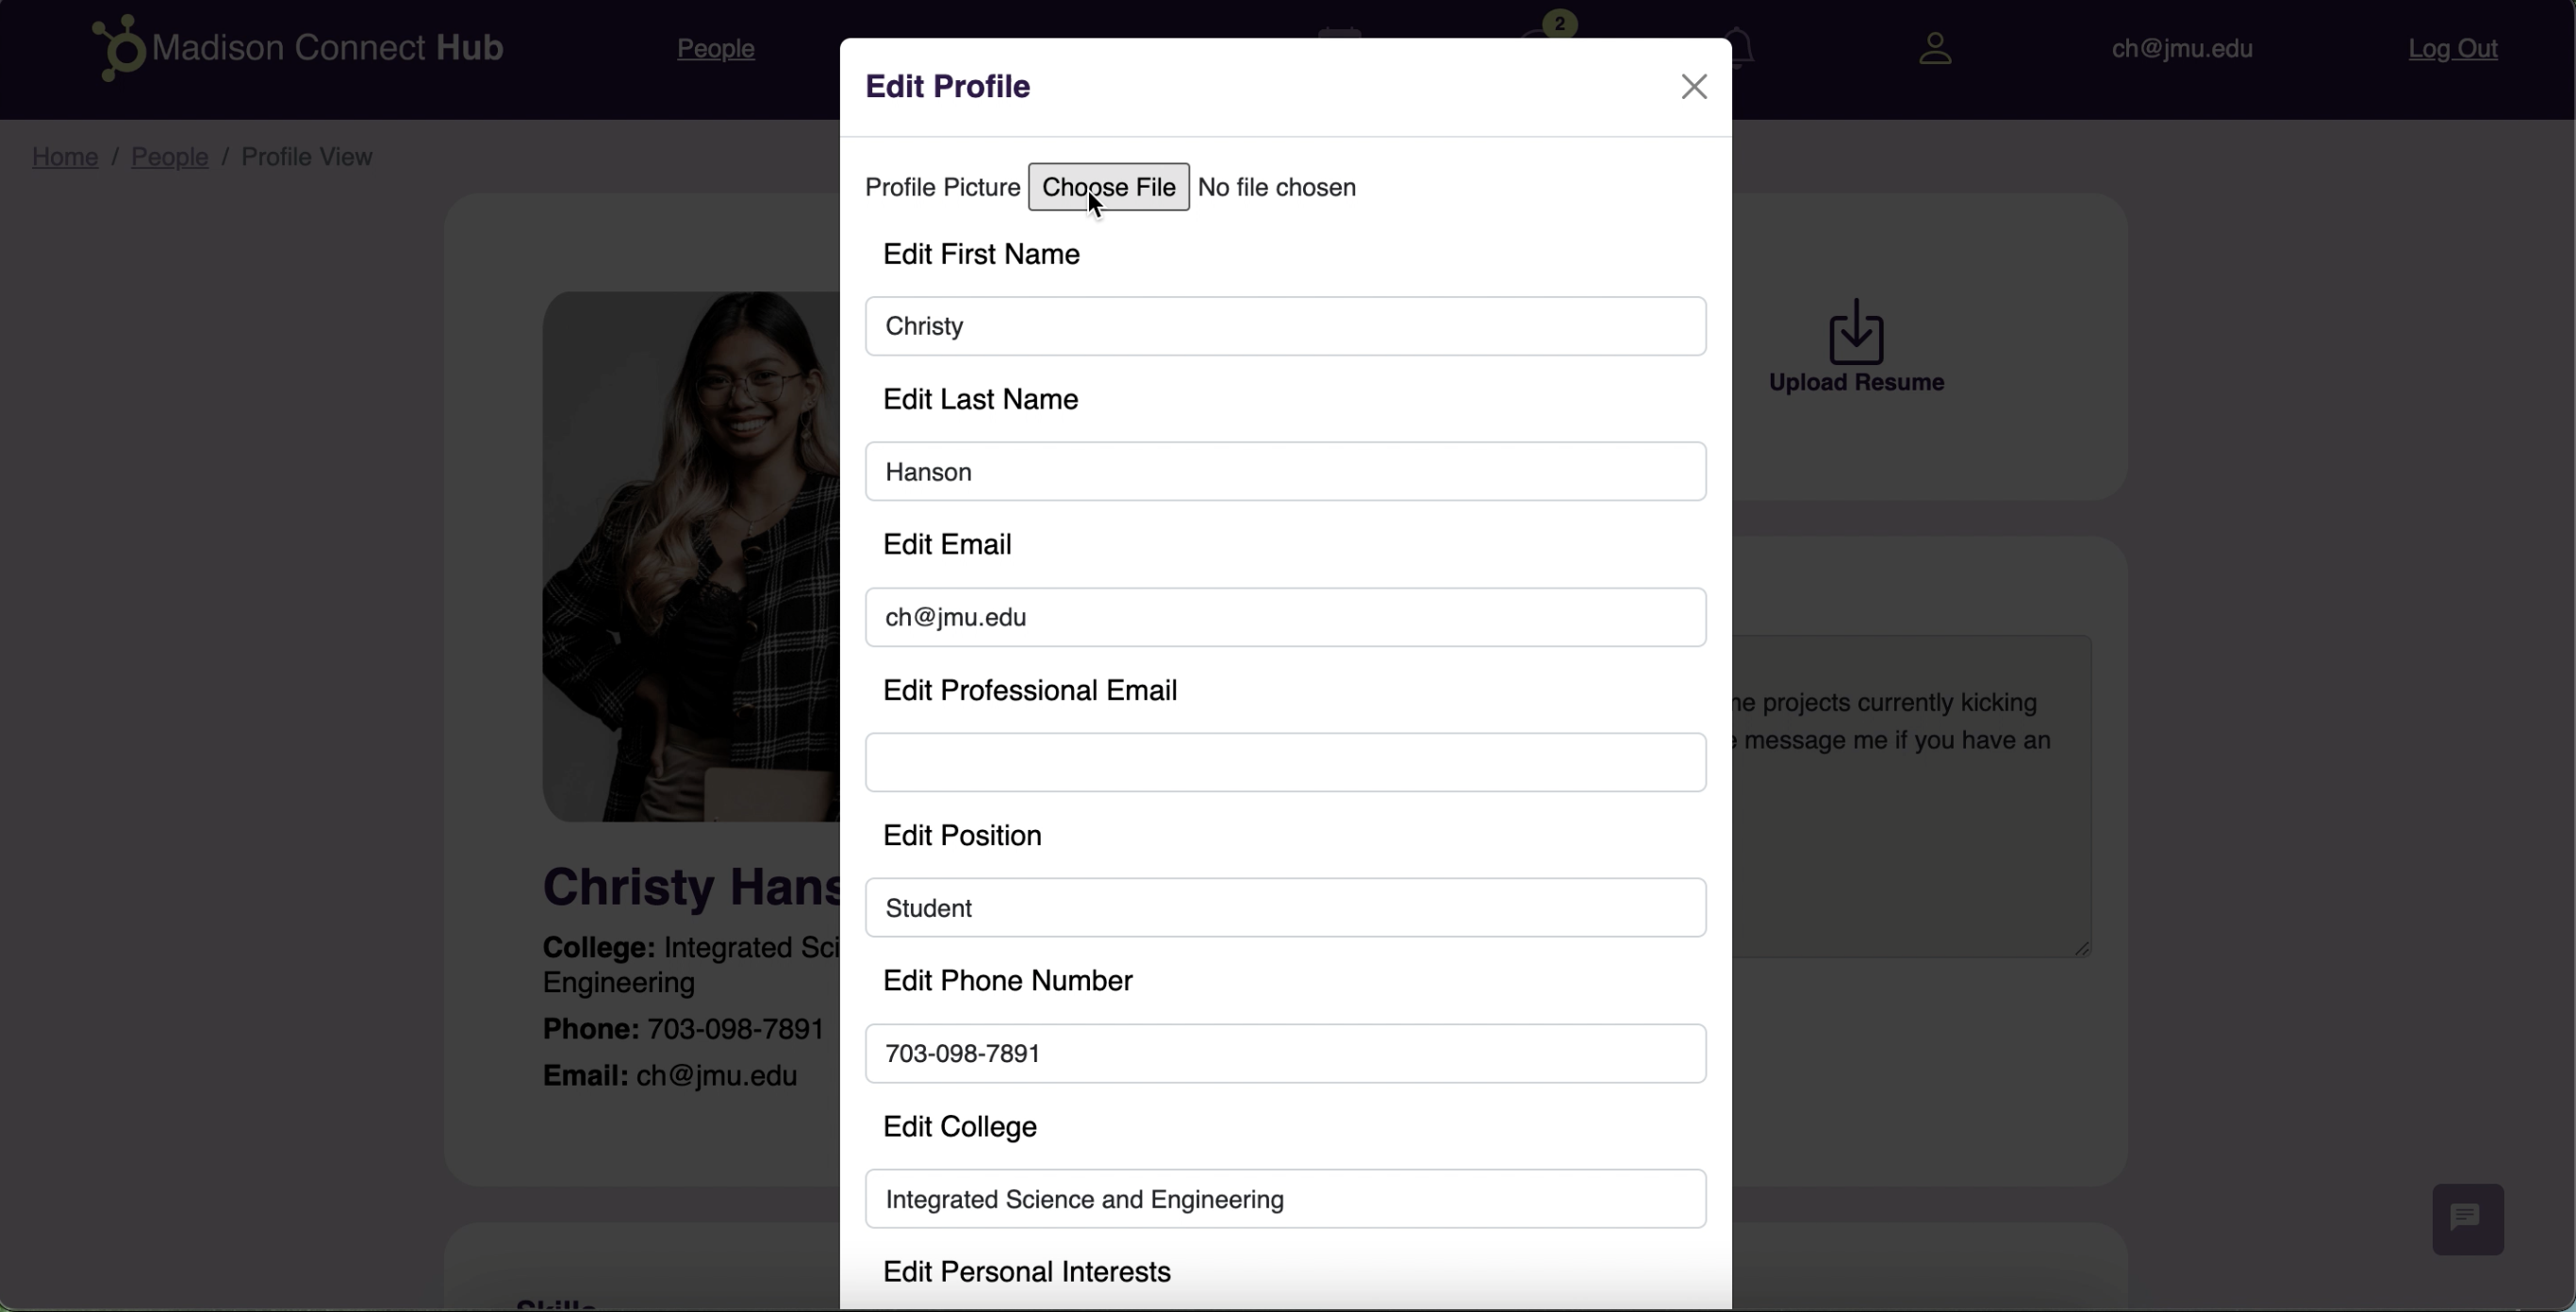 Madison Connect Hub
People
2
ch@jmu.edu
Log Out
Home / People / Profile View
Edit Profile
Profile Picture Choose File No file chosen
Edit First Name
Christy
Edit Last Name
Hanson
Edit Email
ch@jmu.edu
Edit Professional Email
Edit Position
Student
Edit Phone Number
703-098-7891
Edit College
Integrated Science and Engineering
Edit Personal Interests
Christy Hans
College: Integrated Sci
Engineering
Phone: 703-098-7891
Email: ch@jmu.edu
Upload Resume
projects currently kicking
message me if you have an